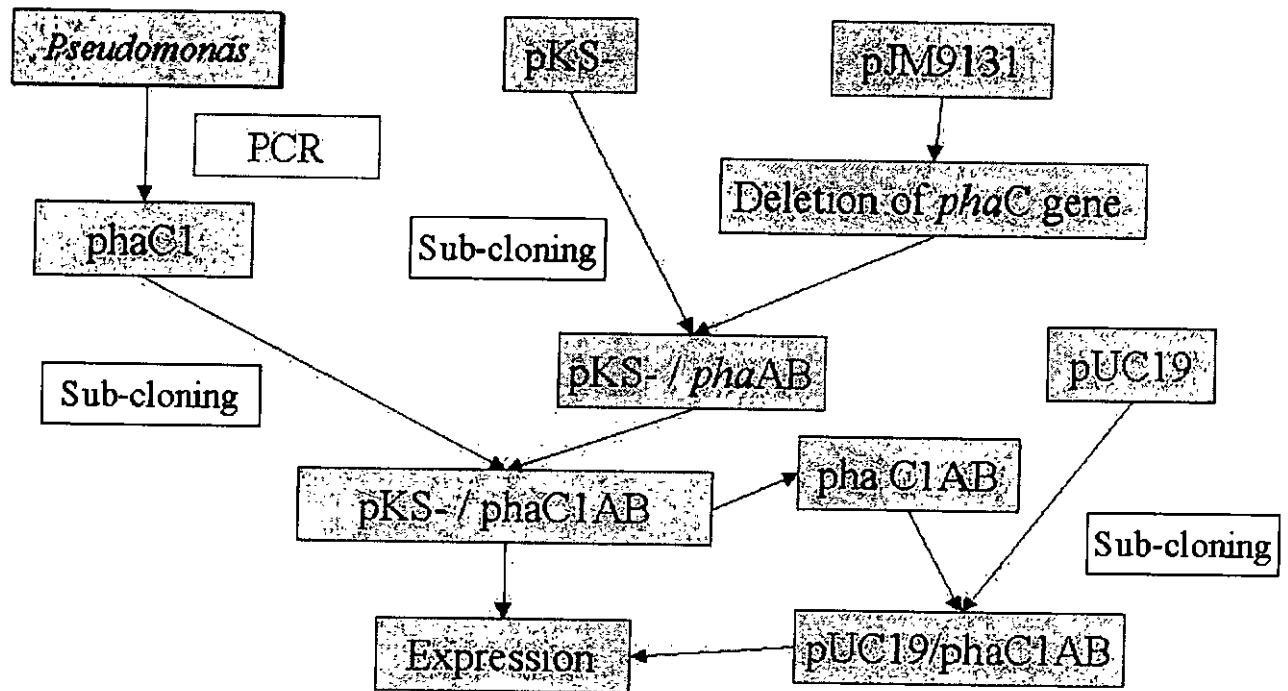 Pseudomonas
pKS-
pJM9131
PCR
Deletion of phaC gene
phaC1
Sub-cloning
pKS- / phaAB
pUC19
Sub-cloning
pKS- / phaC1AB
pha C1AB
Sub-cloning
Expression
pUC19/phaC1AB